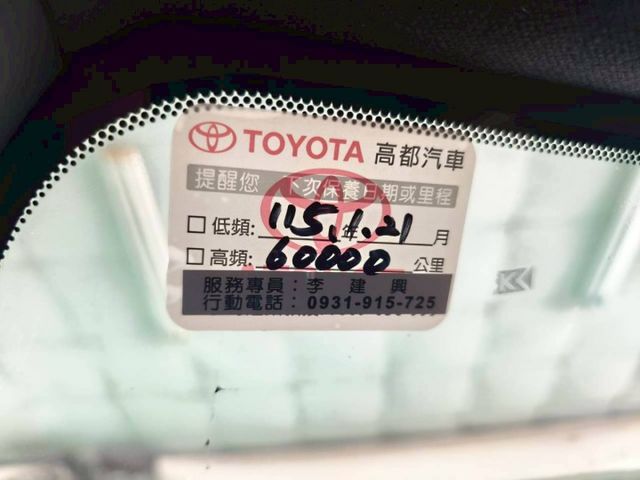 TOYOTA 高都汽車
提醒您 下次保養日期或里程
□低頻: 115.1.21 年 月
□高頻: 60000 公里
服務專員: 李 建 興
行動電話: 0931-915-725